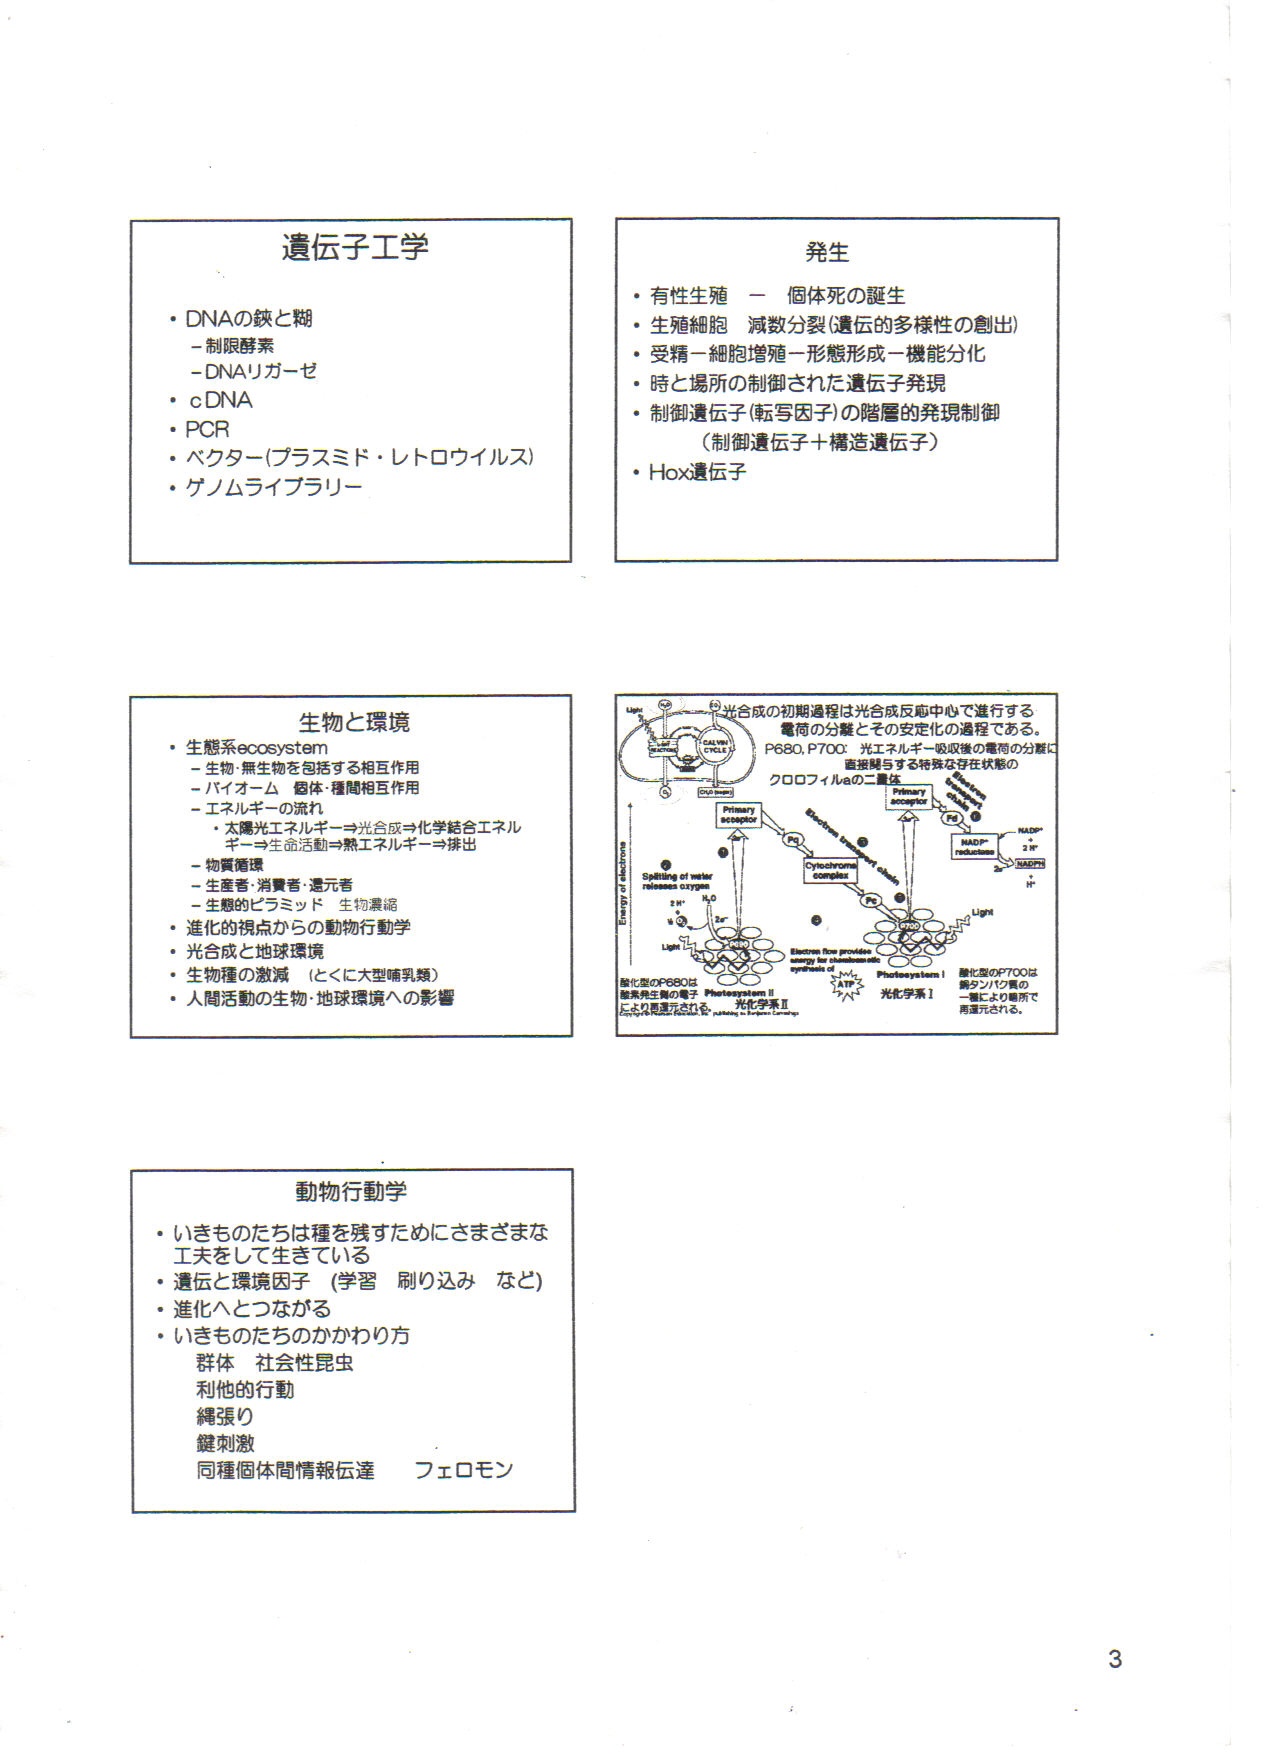 遺伝子工学
・DNAの鋏と糊
－制限酵素
－DNAリガーゼ
・cDNA
・PCR
・ベクター(プラスミド・レトロウイルス)
・ゲノムライブラリー
発生
・有性生殖　－　個体死の誕生
・生殖細胞　減数分裂(遺伝的多様性の創出)
・受精－細胞増殖－形態形成－機能分化
・時と場所の制御された遺伝子発現
・制御遺伝子(転写因子)の階層的発現制御
（制御遺伝子＋構造遺伝子）
・Hox遺伝子
生物と環境
・生態系ecosystem
－生物・無生物を包括する相互作用
－バイオーム　個体・種間相互作用
－エネルギーの流れ
・太陽光エネルギー⇒光合成⇒化学結合エネル
ギー⇒生命活動⇒熱エネルギー⇒排出
－物質循環
－生産者・消費者・還元者
－生態的ピラミッド　生物濃縮
・進化的視点からの動物行動学
・光合成と地球環境
・生物種の激減　（とくに大型哺乳類）
・人間活動の生物・地球環境への影響
光合成の初期過程は光合成反応中心で進行する
電荷の分離とその安定化の過程である。
P680, P700:　光エネルギー吸収後の電荷の分離に
直接関与する特殊な存在状態の
クロロフィルaの二量体
Light
H₂O
CO₂
LIGHT REACTIONS
CALVIN CYCLE
O₂
CH₂O (sugar)
Energy of electrons
Primary acceptor
Primary acceptor
Electron transport chain
Electron transport chain
Pq
Cytochrome complex
Pc
Fd
NADP⁺ reductase
NADP⁺
+
2 H⁺
2e⁻
NADPH
+
H⁺
Splitting of water
releases oxygen
H₂O
2 H⁺
+
½ O₂
2e⁻
Light
P680
P700
Light
Electron flow provides
energy for chemiosmotic
synthesis of
ATP
Photosystem II
光化学系Ⅱ
Photosystem I
光化学系Ⅰ
酸化型のP680は
酸素発生側の電子
により再還元される。
酸化型のP700は
銅タンパク質の
一種により暗所で
再還元される。
Copyright © Pearson Education, Inc. publishing as Benjamin Cummings
動物行動学
・いきものたちは種を残すためにさまざまな
工夫をして生きている
・遺伝と環境因子　(学習　刷り込み　など)
・進化へとつながる
・いきものたちのかかわり方
群体　社会性昆虫
利他的行動
縄張り
鍵刺激
同種個体間情報伝達　　フェロモン
3